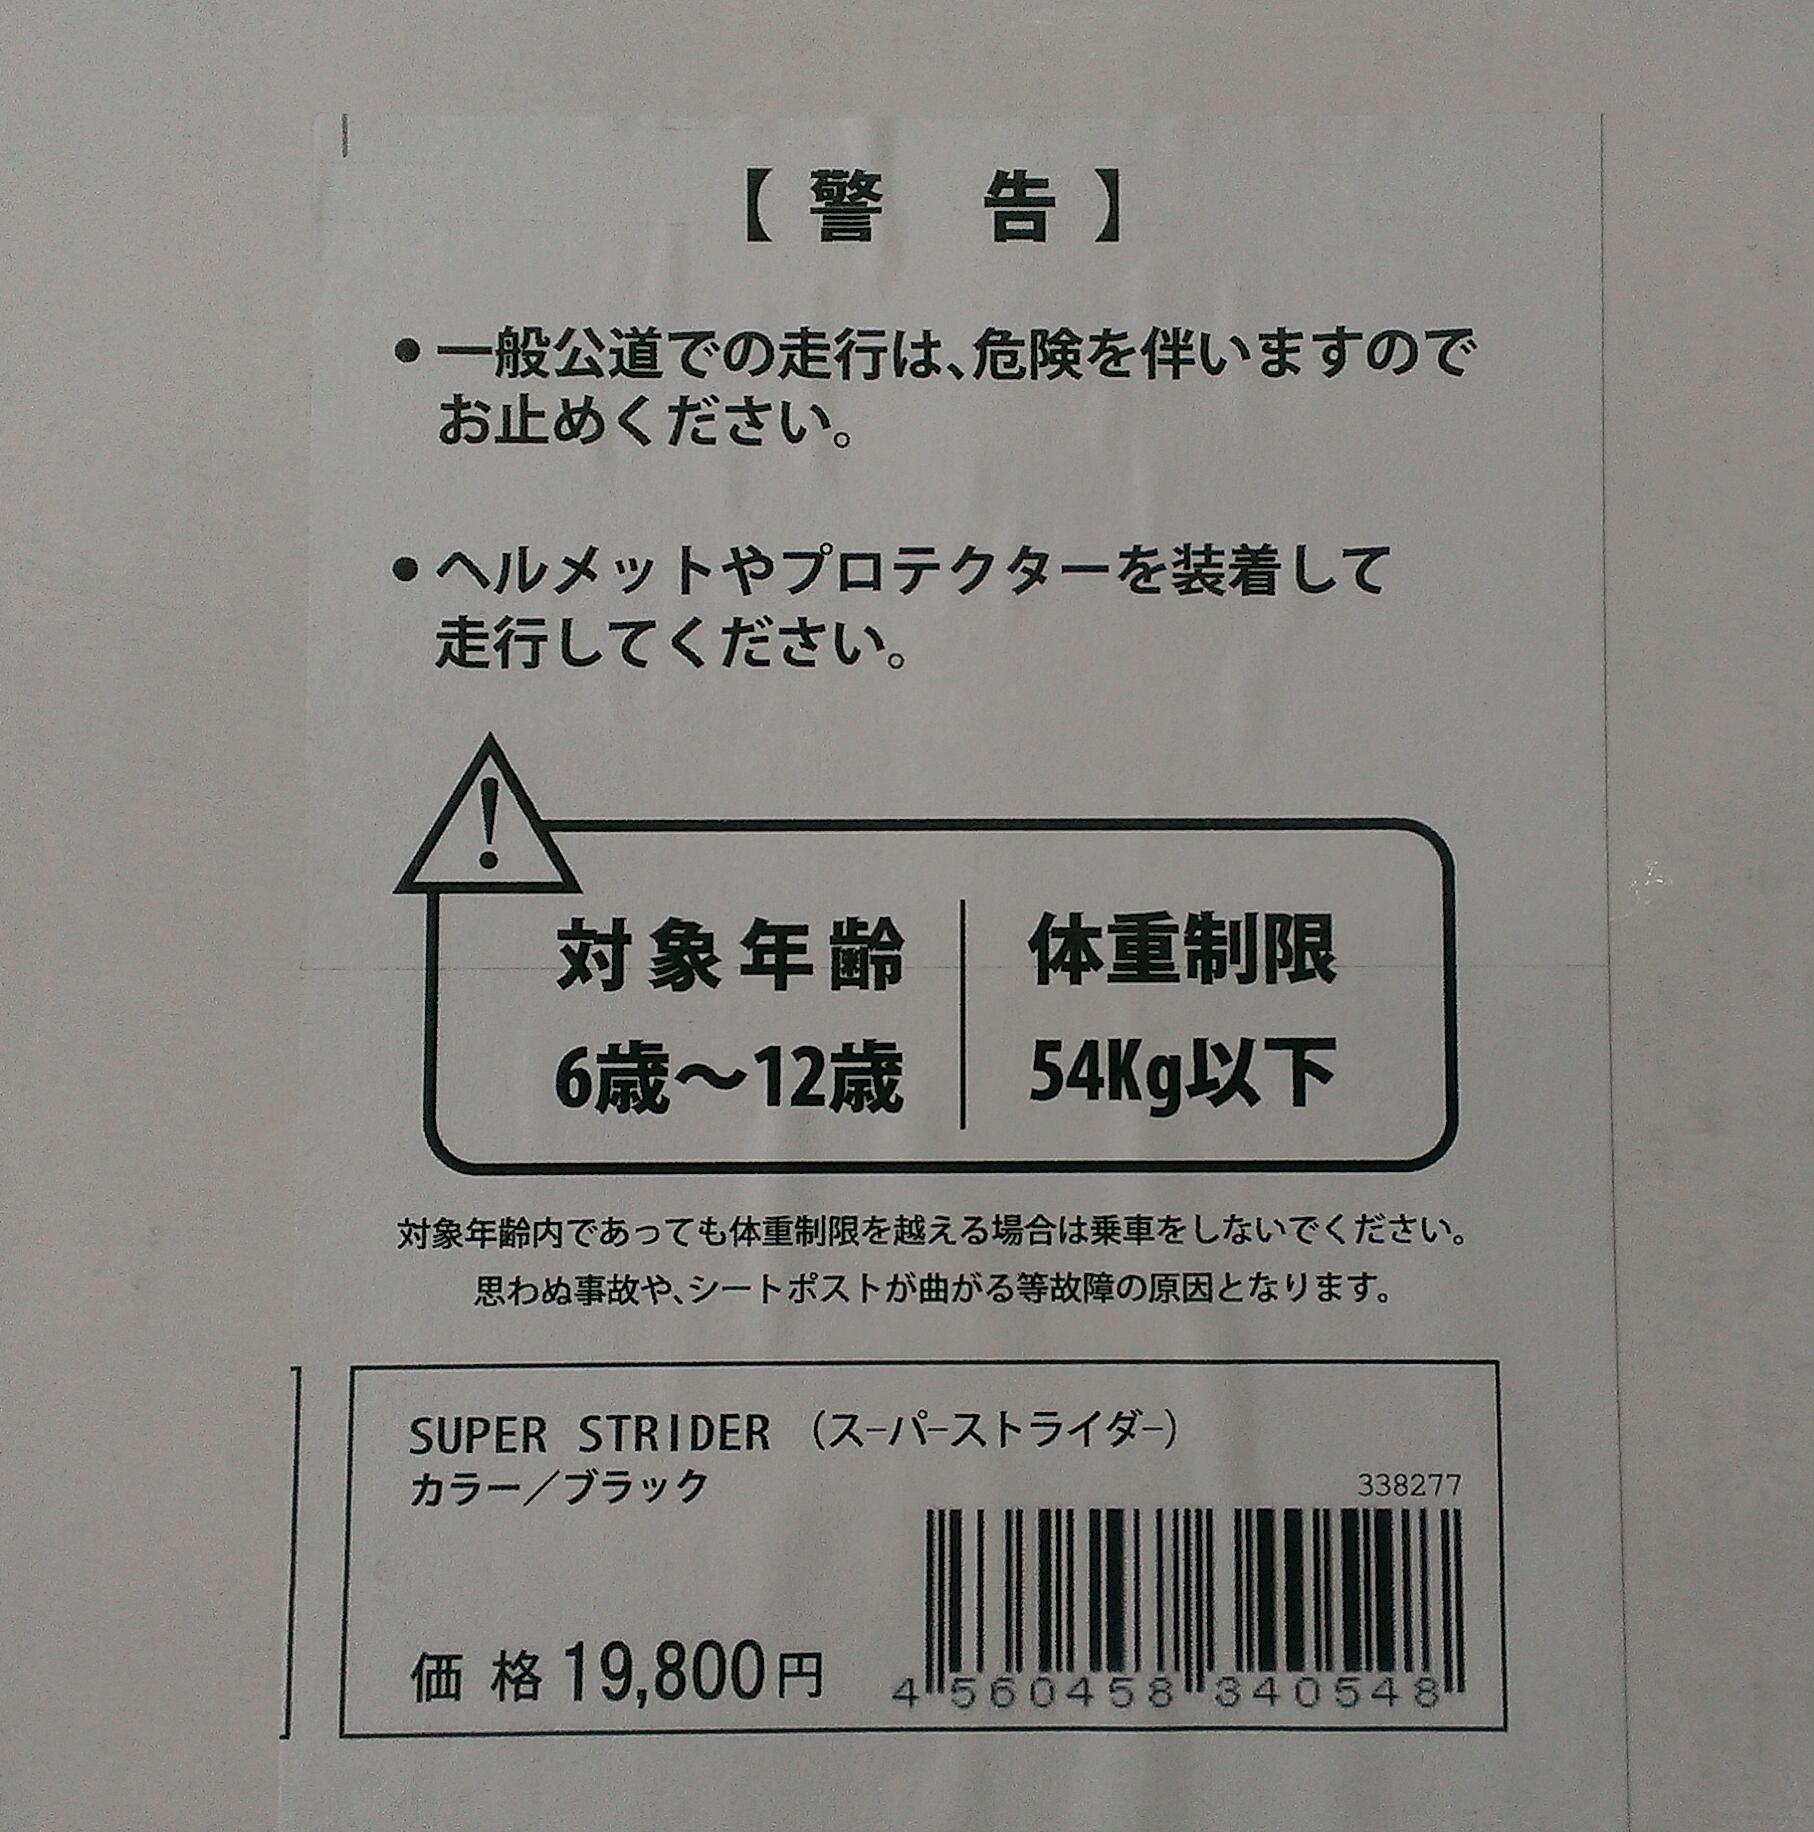 【警　告】
●一般公道での走行は、危険を伴いますので
お止めください。
●ヘルメットやプロテクターを装着して
走行してください。
!
対象年齢 体重制限
6歳〜12歳 54Kg以下
対象年齢内であっても体重制限を越える場合は乗車をしないでください。
思わぬ事故や、シートポストが曲がる等故障の原因となります。
SUPER STRIDER （スーパーストライダー）
カラー／ブラック
338277
価 格 19,800円
4 560458 340548